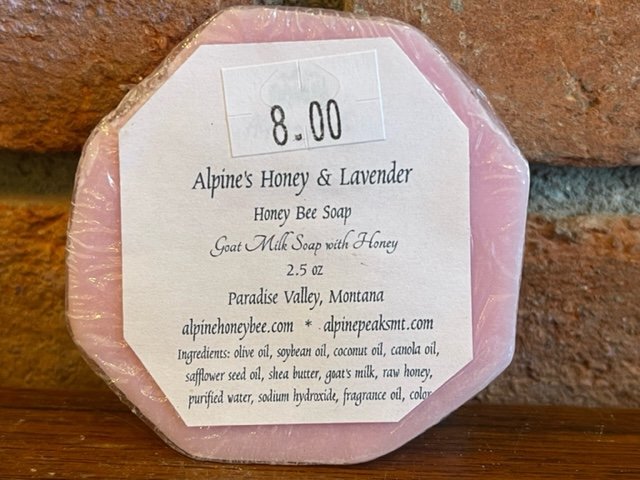 8.00
Alpine's Honey & Lavender
Honey Bee Soap
Goat Milk Soap with Honey
2.5 oz
Paradise Valley, Montana
alpinehoneybee.com * alpinepeaksmt.com
Ingredients: olive oil, soybean oil, coconut oil, canola oil,
safflower seed oil, shea butter, goat's milk, raw honey,
purified water, sodium hydroxide, fragrance oil, color